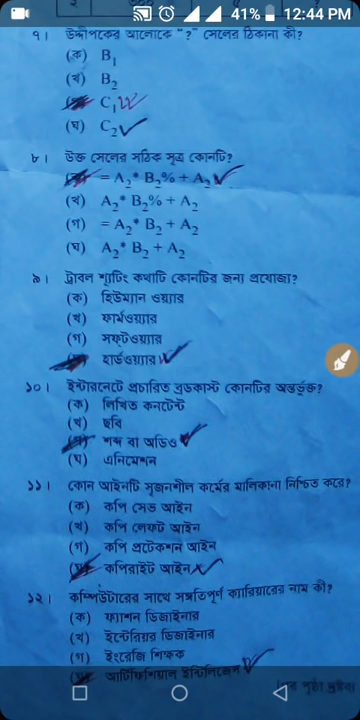 41% 12:44 PM
৭। উদ্দীপকের আলোকে "?" সেলের ঠিকানা কী?
(ক) B₁
(খ) B₂
C₁
(ঘ) C₂
৮। উক্ত সেলের সঠিক সূত্র কোনটি?
= A₂* B₂% + A₂
(খ) A₂* B₂% + A₂
(গ) = A₂* B₂ + A₂
(ঘ) A₂* B₂ + A₂
৯। ট্রাবল শ্যুটিং কথাটি কোনটির জন্য প্রযোজ্য?
(ক) হিউম্যান ওয়্যার
(খ) ফার্মওয়্যার
(গ) সফ্টওয়্যার
হার্ডওয়্যার
১০। ইন্টারনেটে প্রচারিত ব্রডকাস্ট কোনটির অন্তর্ভুক্ত?
(ক) লিখিত কনটেন্ট
(খ) ছবি
শব্দ বা অডিও
(ঘ) এনিমেশন
১১। কোন আইনটি সৃজনশীল কর্মের মালিকানা নিশ্চিত করে?
(ক) কপি সেভ আইন
(খ) কপি লেফট আইন
(গ) কপি প্রটেকশন আইন
কপিরাইট আইন
১২। কম্পিউটারের সাথে সঙ্গতিপূর্ণ ক্যারিয়ারের নাম কী?
(ক) ফ্যাশন ডিজাইনার
(খ) ইন্টেরিয়র ডিজাইনার
(গ) ইংরেজি শিক্ষক
আর্টিফিশিয়াল ইন্টিলিজেন্স
পৃষ্ঠা দ্রষ্টব্য